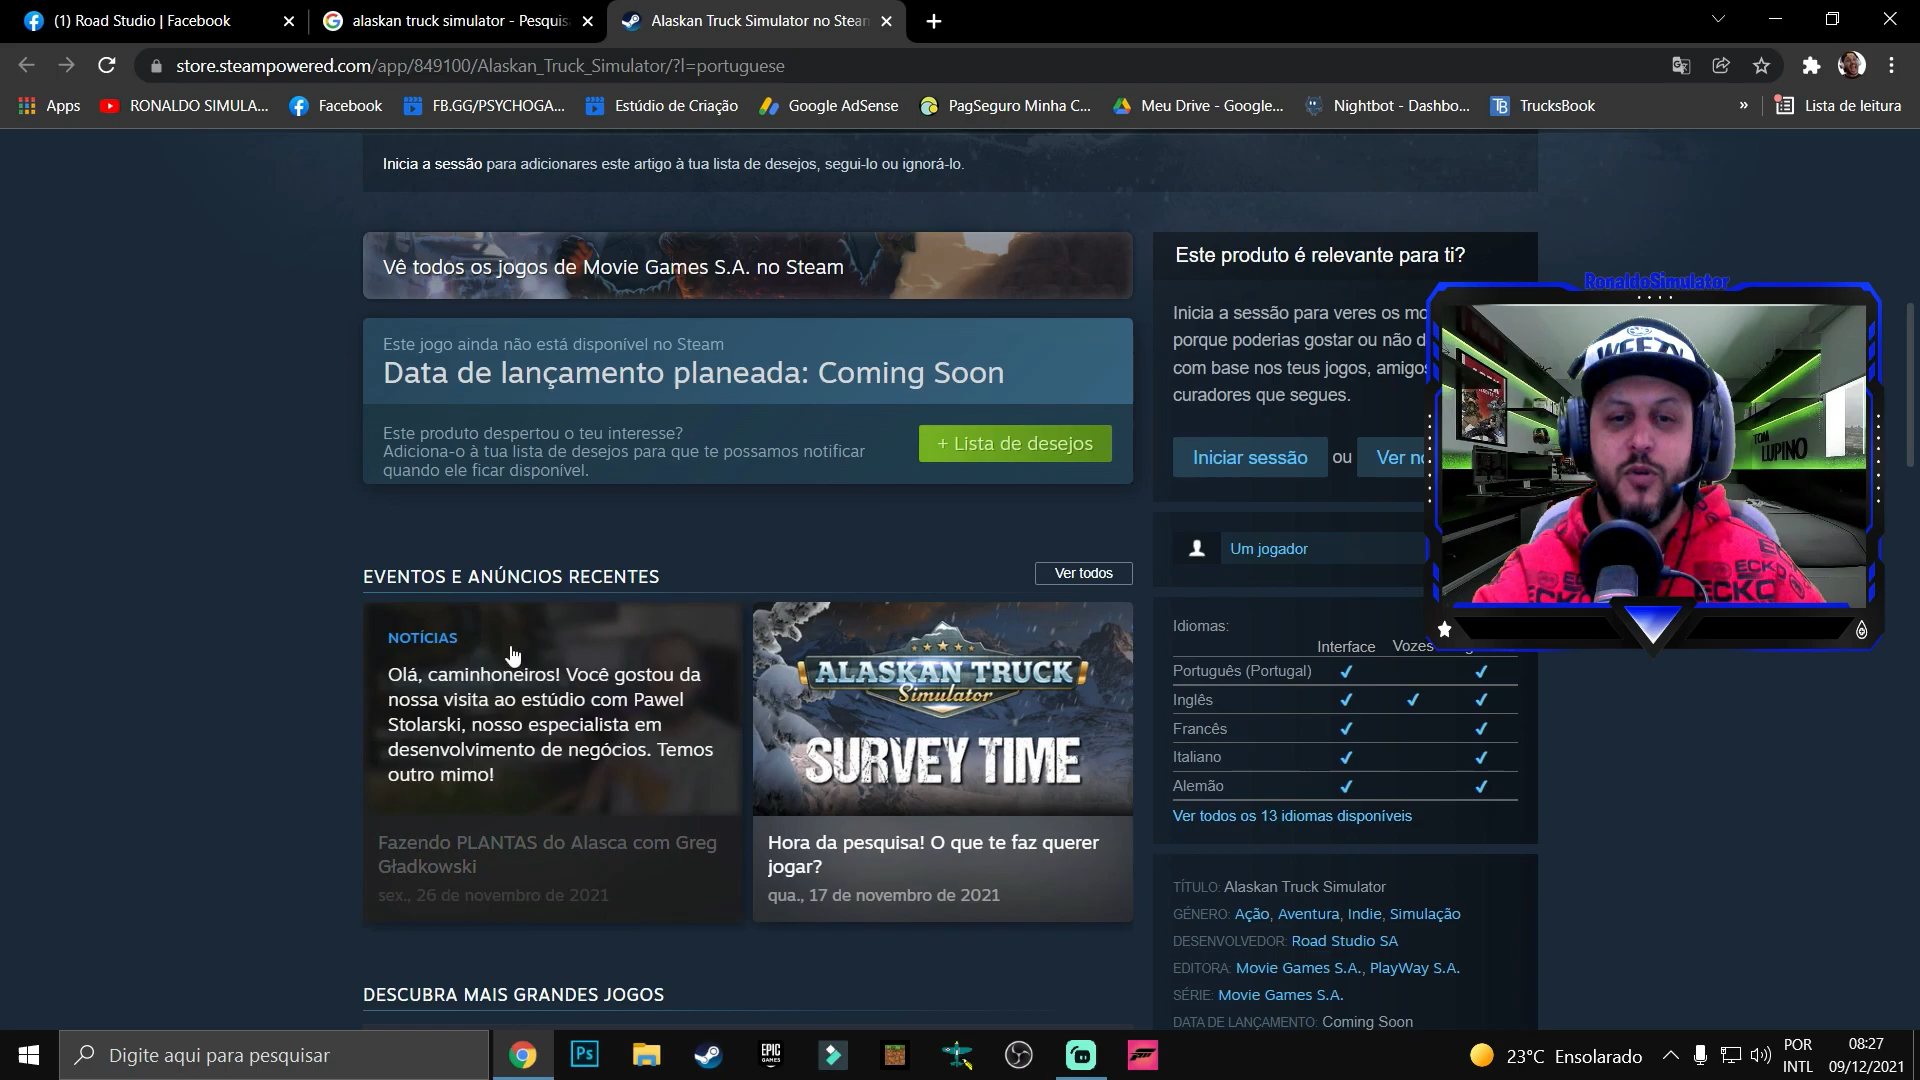 (1) Road Studio | Facebook
alaskan truck simulator - Pesquis
Alaskan Truck Simulator no Stea
store.steampowered.com/app/849100/Alaskan_Truck_Simulator/?l=portuguese
Apps
RONALDO SIMULA...
Facebook
FB.GG/PSYCHOGA...
Estúdio de Criação
Google AdSense
PagSeguro Minha C...
Meu Drive - Google...
Nightbot - Dashbo...
TrucksBook
»
Lista de leitura
Inicia a sessão para adicionares este artigo à tua lista de desejos, segui-lo ou ignorá-lo.
Vê todos os jogos de Movie Games S.A. no Steam
Este jogo ainda não está disponível no Steam
Data de lançamento planeada: Coming Soon
Este produto despertou o teu interesse?
Adiciona-o à tua lista de desejos para que te possamos notificar
quando ele ficar disponível.
+ Lista de desejos
EVENTOS E ANÚNCIOS RECENTES
Ver todos
NOTÍCIAS
Olá, caminhoneiros! Você gostou da
nossa visita ao estúdio com Pawel
Stolarski, nosso especialista em
desenvolvimento de negócios. Temos
outro mimo!
Fazendo PLANTAS do Alasca com Greg
Gładkowski
sex., 26 de novembro de 2021
ALASKAN TRUCK
Simulator
SURVEY TIME
Hora da pesquisa! O que te faz querer
jogar?
qua., 17 de novembro de 2021
DESCUBRA MAIS GRANDES JOGOS
Este produto é relevante para ti?
Inicia a sessão para veres os mo
porque poderias gostar ou não d
com base nos teus jogos, amigos
curadores que segues.
Iniciar sessão
ou
Ver n
Um jogador
Idiomas:
Interface
Vozes
Português (Portugal)
Inglês
Francês
Italiano
Alemão
Ver todos os 13 idiomas disponíveis
TÍTULO: Alaskan Truck Simulator
GÉNERO: Ação, Aventura, Indie, Simulação
DESENVOLVEDOR: Road Studio SA
EDITORA: Movie Games S.A., PlayWay S.A.
SÉRIE: Movie Games S.A.
DATA DE LANÇAMENTO: Coming Soon
RonaldoSimulator
WEEZY
TOM
LUPINO
ECKO
ECKO
ECKO
Digite aqui para pesquisar
Ps
EPIC
GAMES
23°C Ensolarado
POR
INTL
08:27
09/12/2021